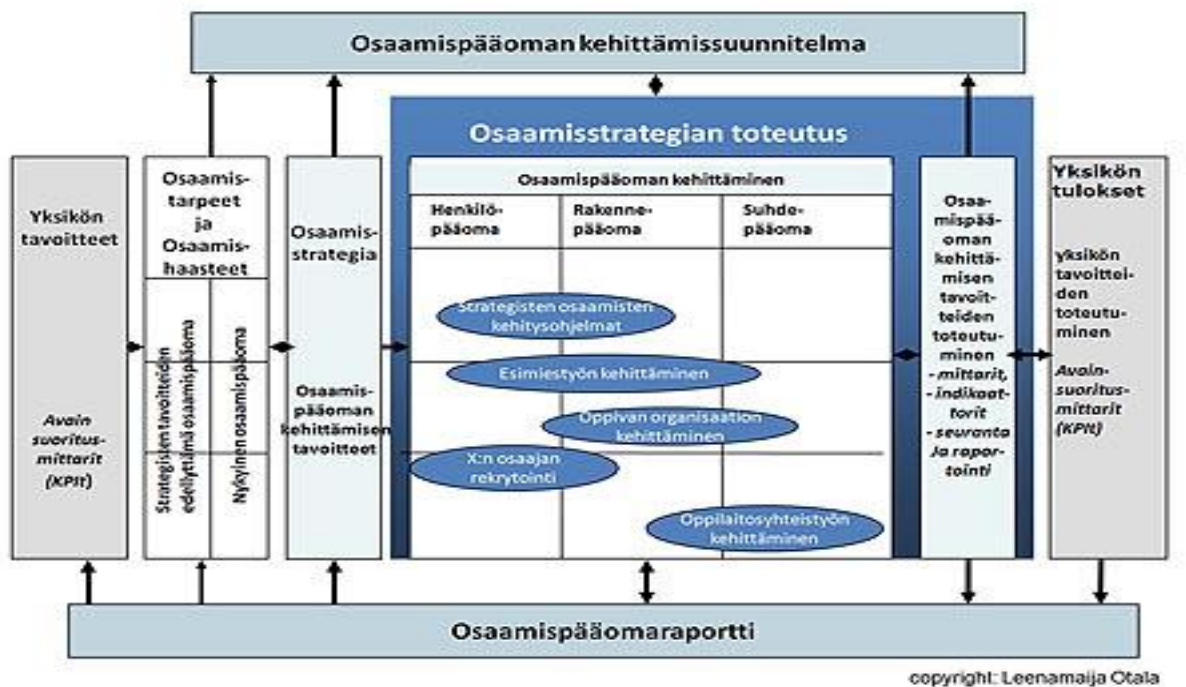 Osaamispääoman kehittämissuunnitelma
Osaamisstrategian toteutus
Yksikön
tavoitteet
Avain
suoritus-
mittarit
(KPIt)
Osaamis-
tarpeet
ja
Osaamis-
haasteet
Strategisten tavoitteiden
edellyttämä osaamispääoma
Nykyinen osaamispääoma
Osaamis-
strategia
Osaamis-
pääoman
kehittämisen
tavoitteet
Osaamispääoman kehittäminen
Henkilö-
pääoma
Rakenne-
pääoma
Suhde-
pääoma
Strategisten osaamisten
kehitysohjelmat
Esimiestyön kehittäminen
Oppivan organisaation
kehittäminen
X:n osaajan
rekrytointi
Oppilaitosyhteistyön
kehittäminen
Osaa-
mispää-
oman
kehittä-
misen
tavoit-
teiden
toteutu-
minen
- mittarit,
- indikaat-
torit
- seuranta
ja rapor-
tointi
Yksikön
tulokset
yksikön
tavoittei-
den
toteutu-
minen
Avain-
suoritus-
mittarit
(KPIt)
Osaamispääomaraportti
copyright: Leenamaija Otala